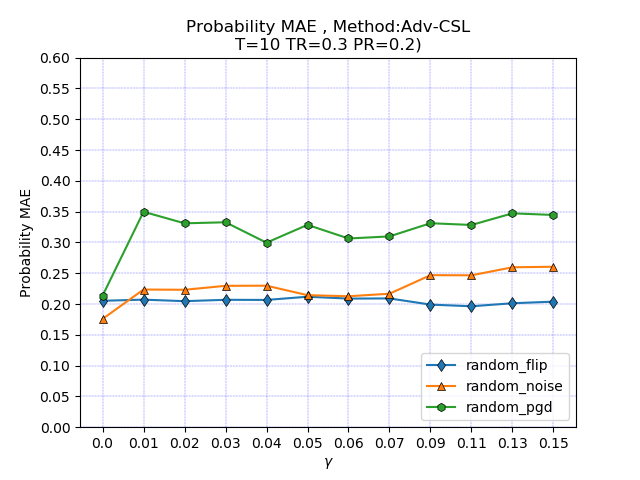 Probability MAE , Method:Adv-CSL
T=10 TR=0.3 PR=0.2)
Probability MAE
0.60
0.55
0.50
0.45
0.40
0.35
0.30
0.25
0.20
0.15
0.10
0.05
0.00
random_flip
random_noise
random_pgd
0.0 0.01 0.02 0.03 0.04 0.05 0.06 0.07 0.09 0.11 0.13 0.15
γ